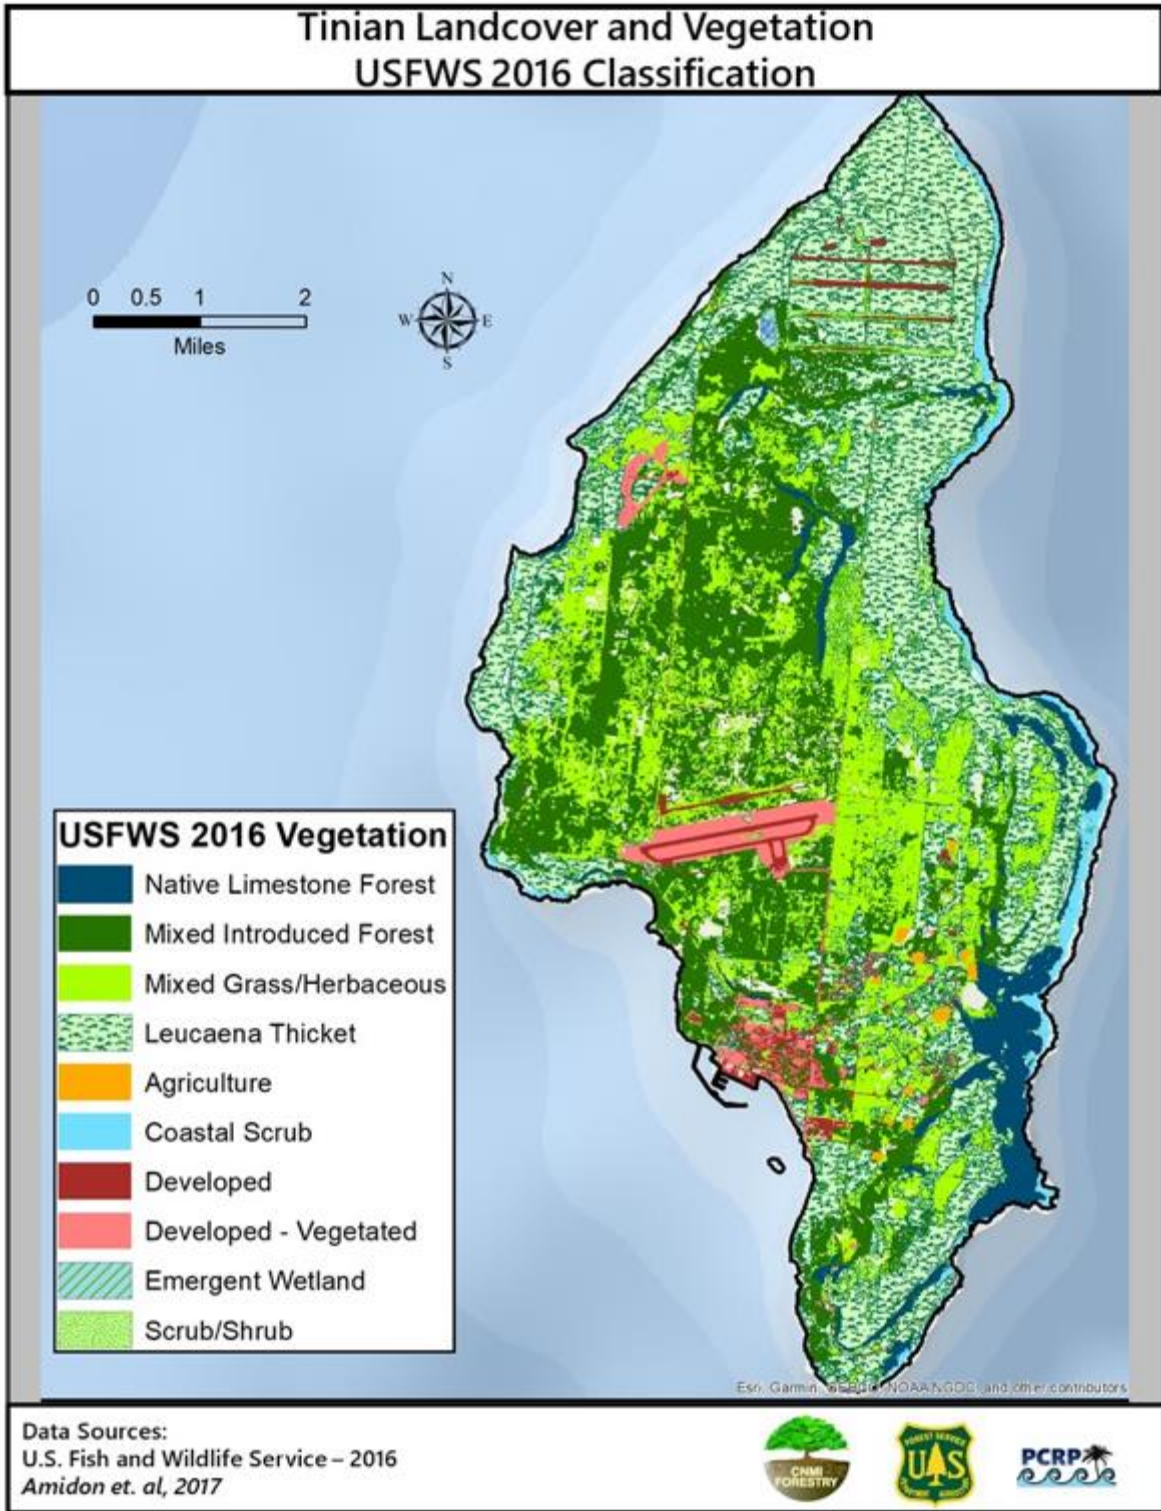 Tinian Landcover and Vegetation
USFWS 2016 Classification
N
W E
S
0 0.5 1 2
Miles
USFWS 2016 Vegetation
Native Limestone Forest
Mixed Introduced Forest
Mixed Grass/Herbaceous
Leucaena Thicket
Agriculture
Coastal Scrub
Developed
Developed - Vegetated
Emergent Wetland
Scrub/Shrub
Esri, Garmin, NOAA NGDC, and other contributors
Data Sources:
U.S. Fish and Wildlife Service – 2016
Amidon et. al, 2017
CNMI
FORESTRY
FOREST SERVICE
UAS
PCRP